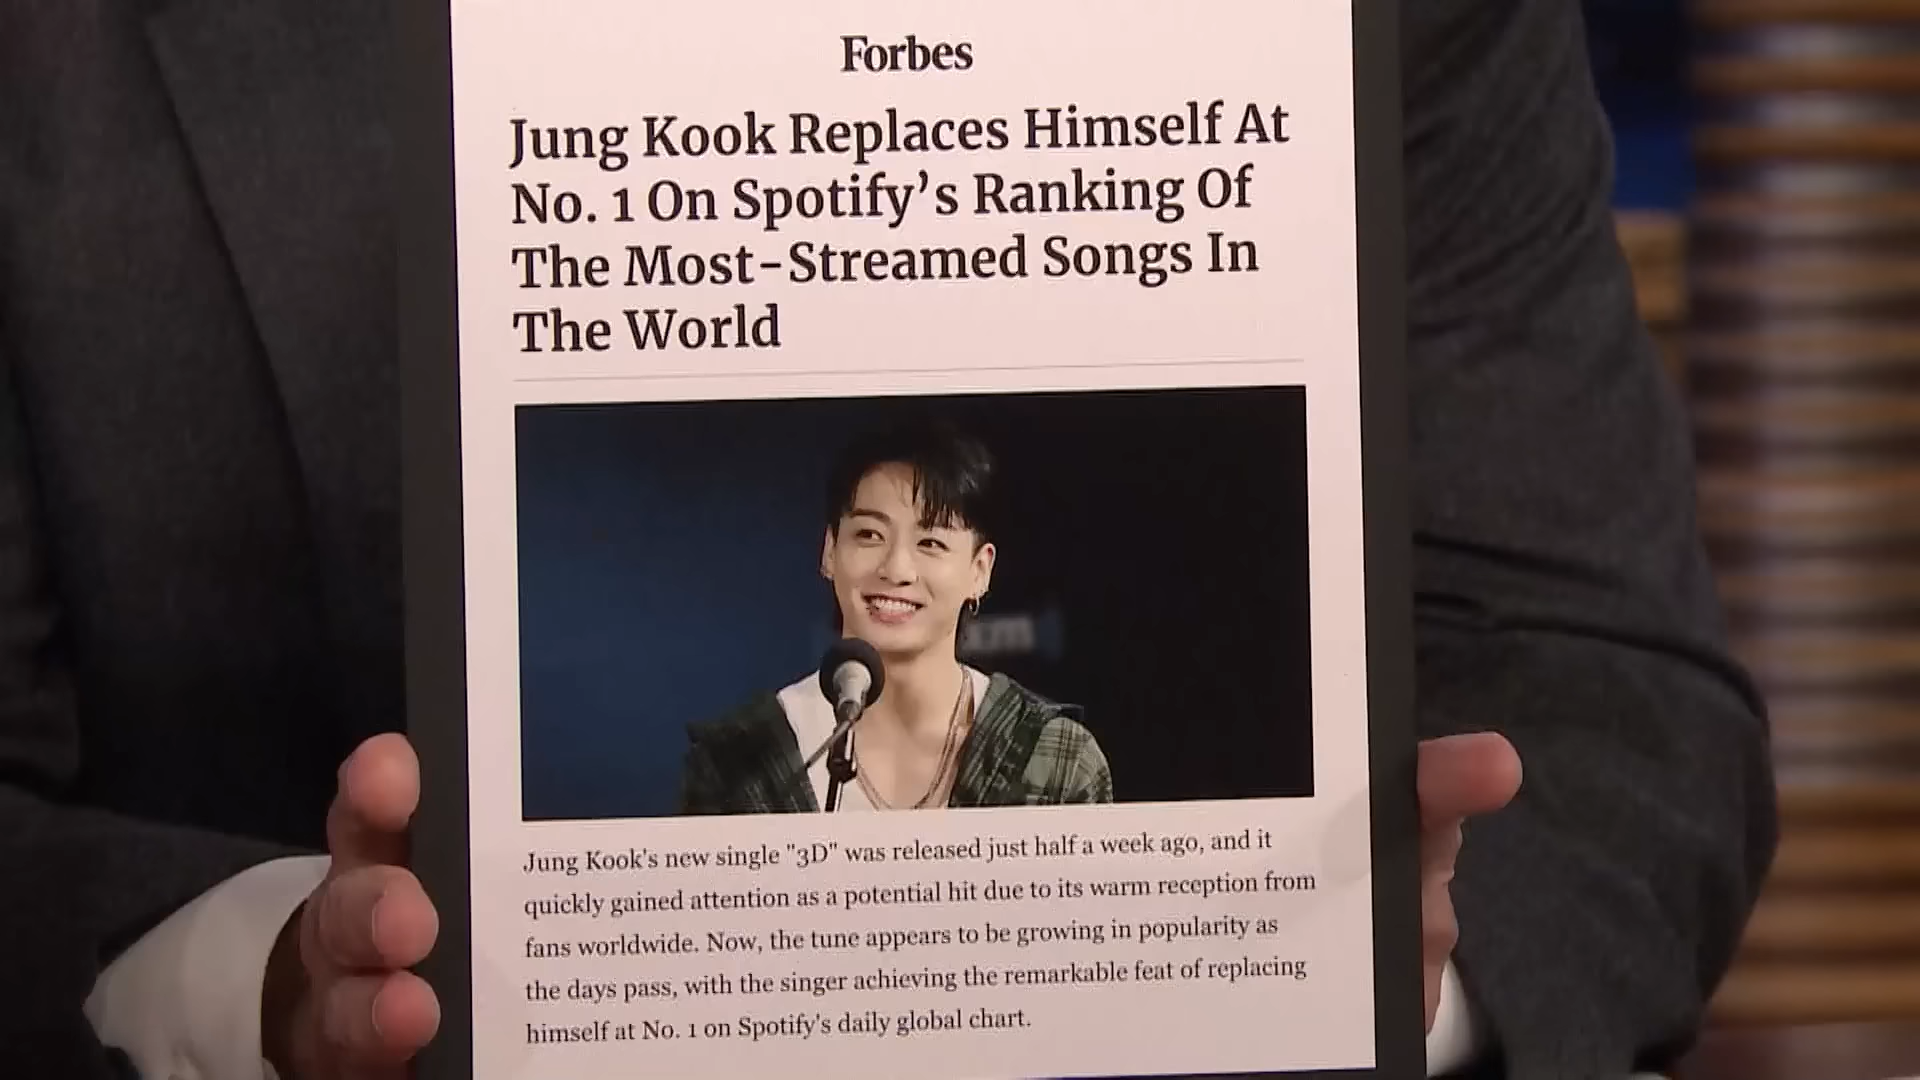 Forbes
Jung Kook Replaces Himself At
No. 1 On Spotify’s Ranking Of
The Most-Streamed Songs In
The World
xm
Jung Kook's new single "3D" was released just half a week ago, and it
quickly gained attention as a potential hit due to its warm reception from
fans worldwide. Now, the tune appears to be growing in popularity as
the days pass, with the singer achieving the remarkable feat of replacing
himself at No. 1 on Spotify's daily global chart.